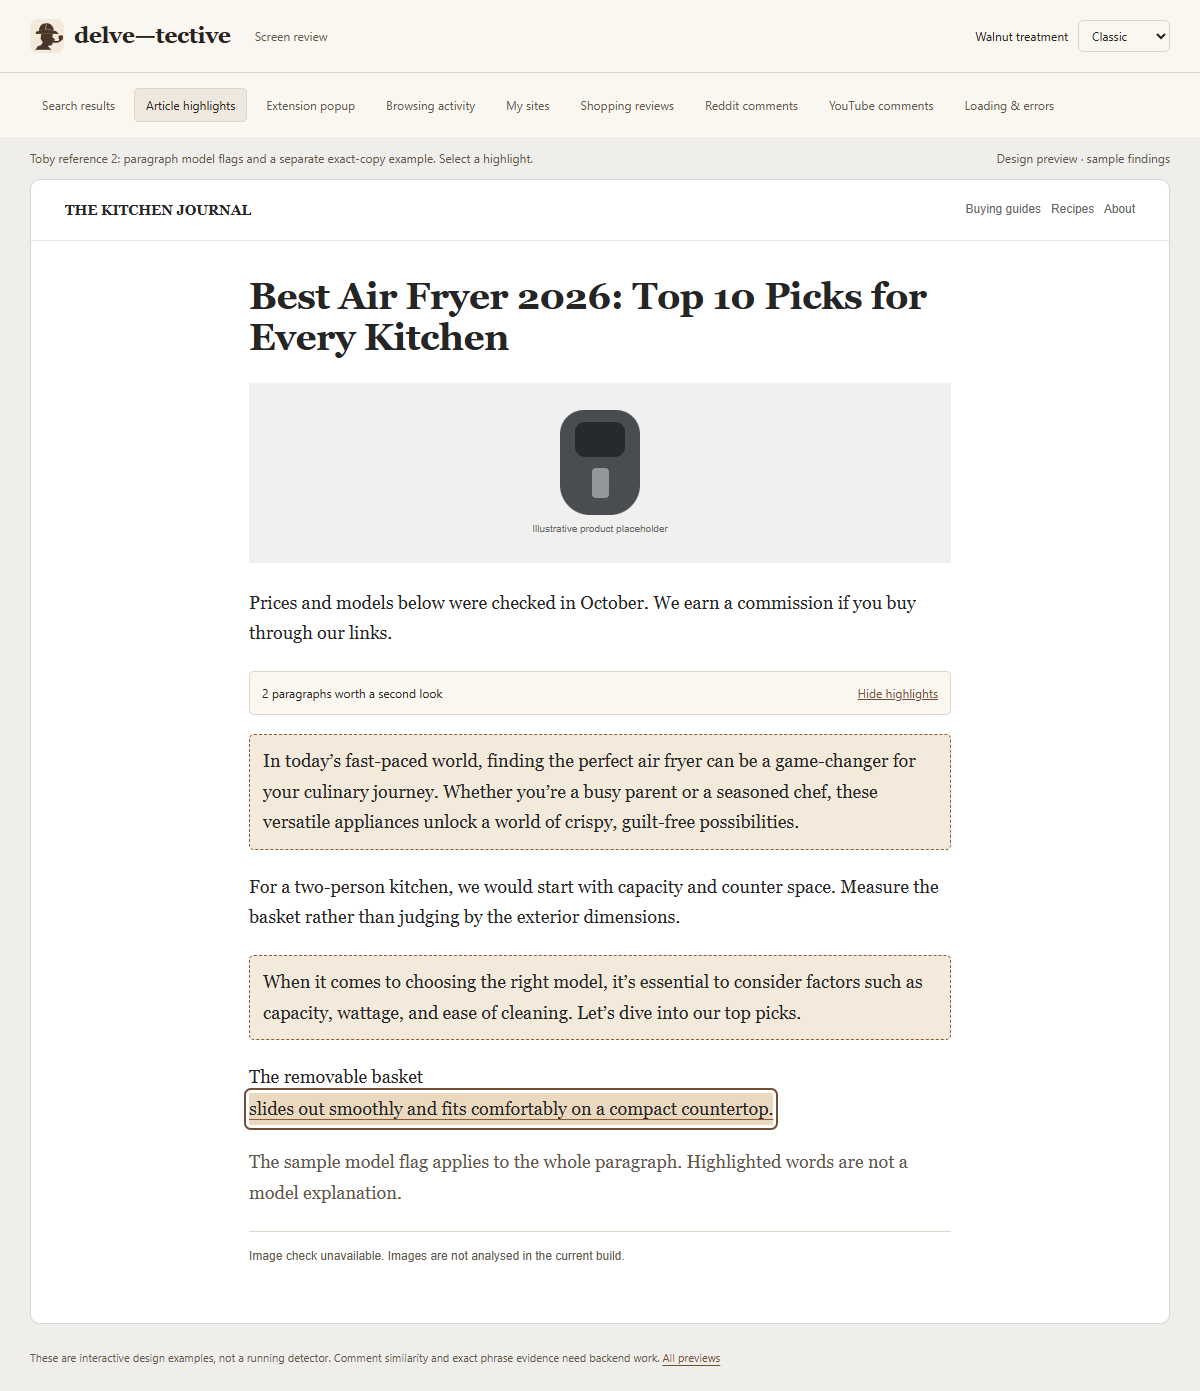 delve—tective
Screen review
Walnut treatment
Classic
Search results
Article highlights
Extension popup
Browsing activity
My sites
Shopping reviews
Reddit comments
YouTube comments
Loading & errors
Toby reference 2: paragraph model flags and a separate exact-copy example. Select a highlight.
Design preview · sample findings
THE KITCHEN JOURNAL
Buying guides
Recipes
About
Best Air Fryer 2026: Top 10 Picks for
Every Kitchen
Illustrative product placeholder
Prices and models below were checked in October. We earn a commission if you buy
through our links.
2 paragraphs worth a second look
Hide highlights
In today’s fast-paced world, finding the perfect air fryer can be a game-changer for
your culinary journey. Whether you’re a busy parent or a seasoned chef, these
versatile appliances unlock a world of crispy, guilt-free possibilities.
For a two-person kitchen, we would start with capacity and counter space. Measure the
basket rather than judging by the exterior dimensions.
When it comes to choosing the right model, it’s essential to consider factors such as
capacity, wattage, and ease of cleaning. Let’s dive into our top picks.
The removable basket
slides out smoothly and fits comfortably on a compact countertop.
The sample model flag applies to the whole paragraph. Highlighted words are not a
model explanation.
Image check unavailable. Images are not analysed in the current build.
These are interactive design examples, not a running detector. Comment similarity and exact phrase evidence need backend work. All previews